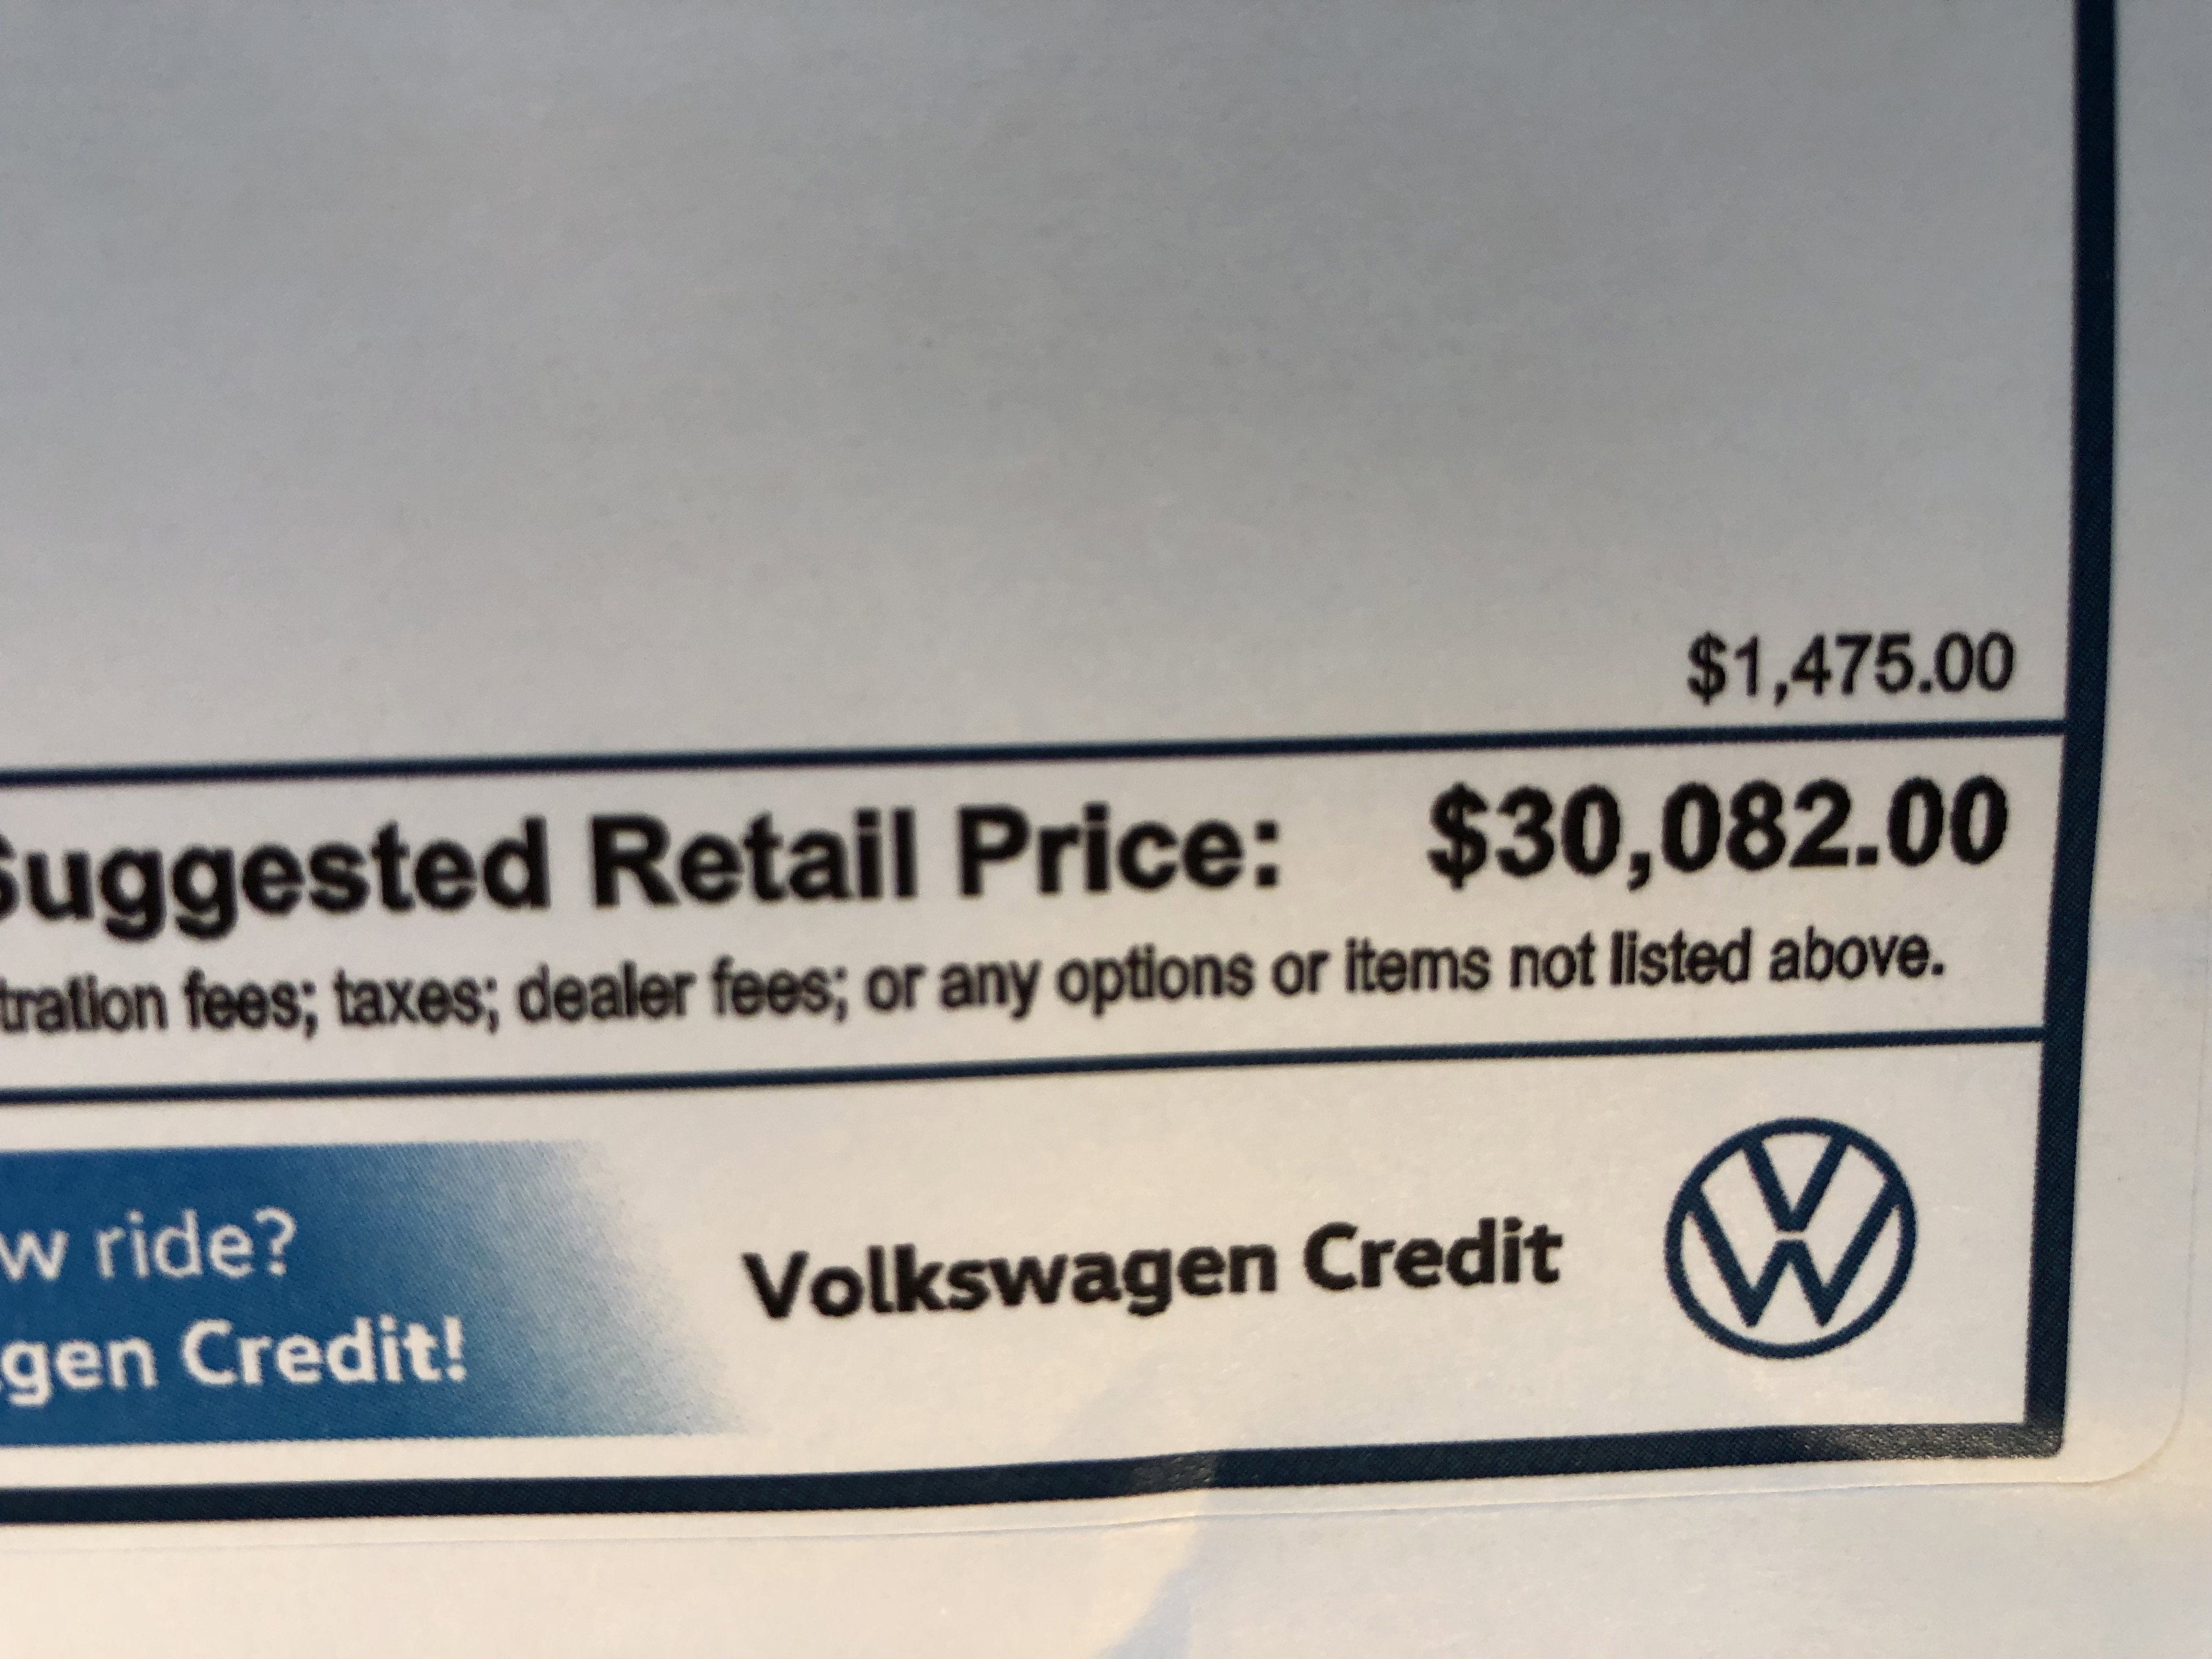 $1,475.00
Suggested Retail Price: $30,082.00
tration fees; taxes; dealer fees; or any options or items not listed above.
w ride?
gen Credit!
Volkswagen Credit